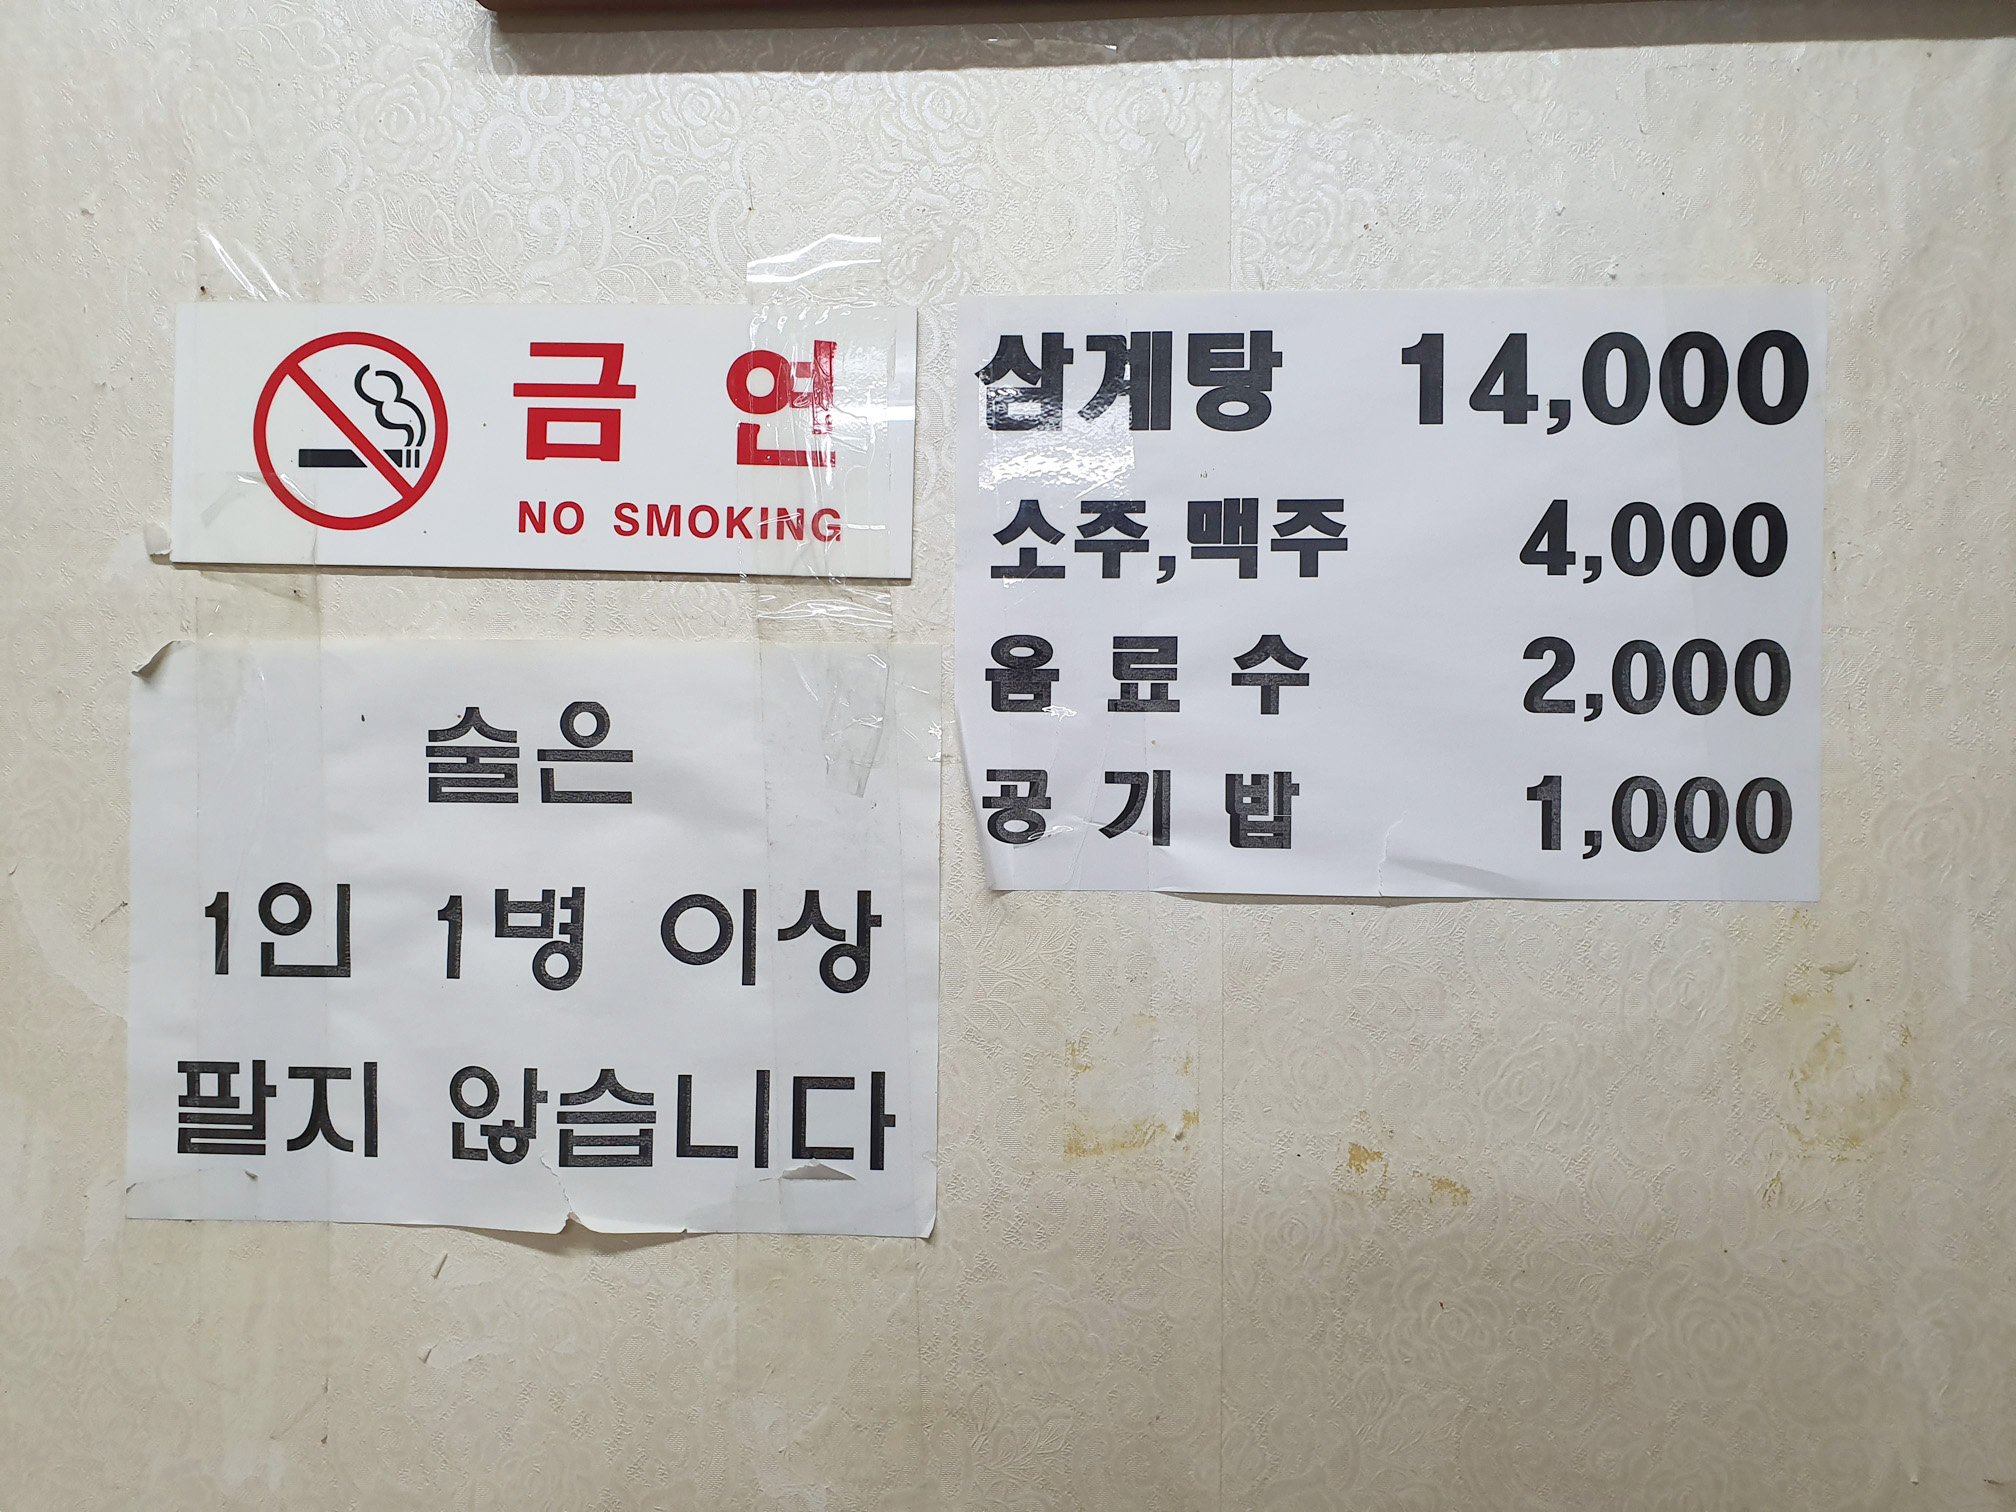 금연
NO SMOKING
술은
1인 1병 이상
팔지 않습니다
삼계탕 14,000
소주,맥주 4,000
음료수 2,000
공기밥 1,000